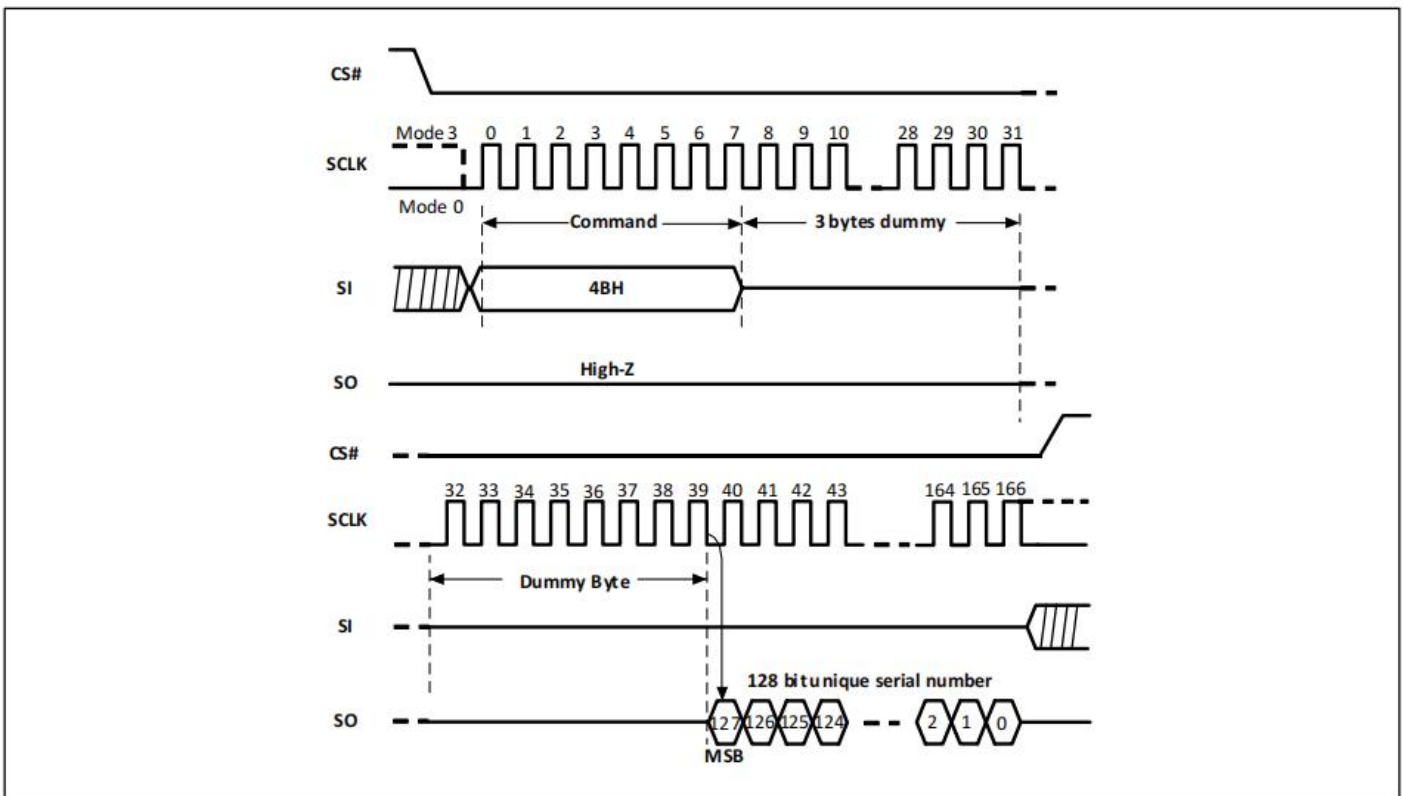 CS#
Mode 3 0 1 2 3 4 5 6 7 8 9 10 28 29 30 31
SCLK
Mode 0
Command 3 bytes dummy
SI 4BH
High-Z
SO
CS#
32 33 34 35 36 37 38 39 40 41 42 43 164 165 166
SCLK
Dummy Byte
SI
128 bit unique serial number
SO 127 126 125 124 2 1 0
MSB